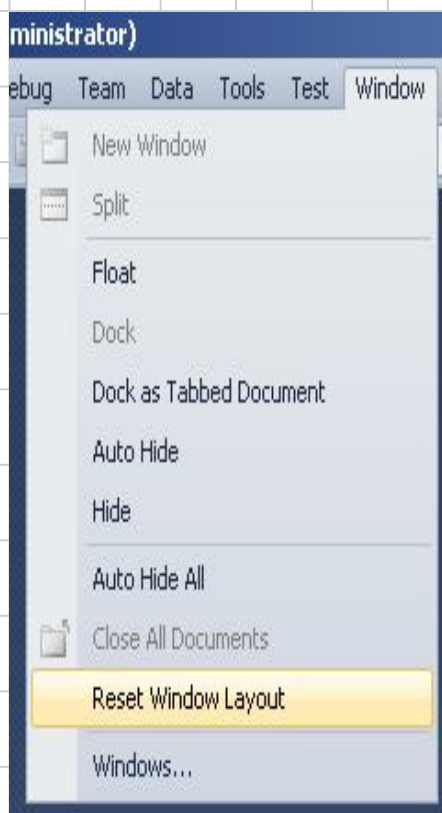 ministrator)
ebug Team Data Tools Test Window
New Window
Split
Float
Dock
Dock as Tabbed Document
Auto Hide
Hide
Auto Hide All
Close All Documents
Reset Window Layout
Windows...